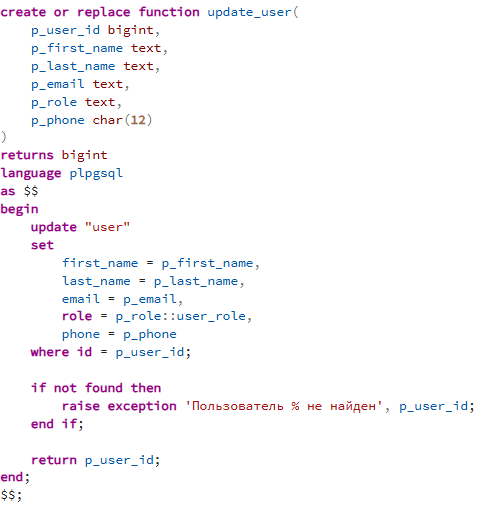 create or replace function update_user(
    p_user_id bigint,
    p_first_name text,
    p_last_name text,
    p_email text,
    p_role text,
    p_phone char(12)
)
returns bigint
language plpgsql
as $$
begin
    update "user"
    set
        first_name = p_first_name,
        last_name = p_last_name,
        email = p_email,
        role = p_role::user_role,
        phone = p_phone
    where id = p_user_id;

    if not found then
        raise exception 'Пользователь % не найден', p_user_id;
    end if;

    return p_user_id;
end;
$$;